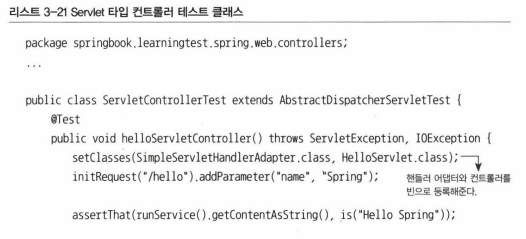 리스트 3-21 Servlet 타입 컨트롤러 테스트 클래스
package springbook.learningtest.spring.web.controllers;
...
public class ServletControllerTest extends AbstractDispatcherServletTest {
@Test
public void helloServletController() throws ServletException, IOException {
setClasses(SimpleServletHandlerAdapter.class, HelloServlet.class);
initRequest("/hello").addParameter("name", "Spring");
핸들러 어댑터와 컨트롤러를
빈으로 등록해준다.
assertThat(runService().getContentAsString(), is("Hello Spring"));